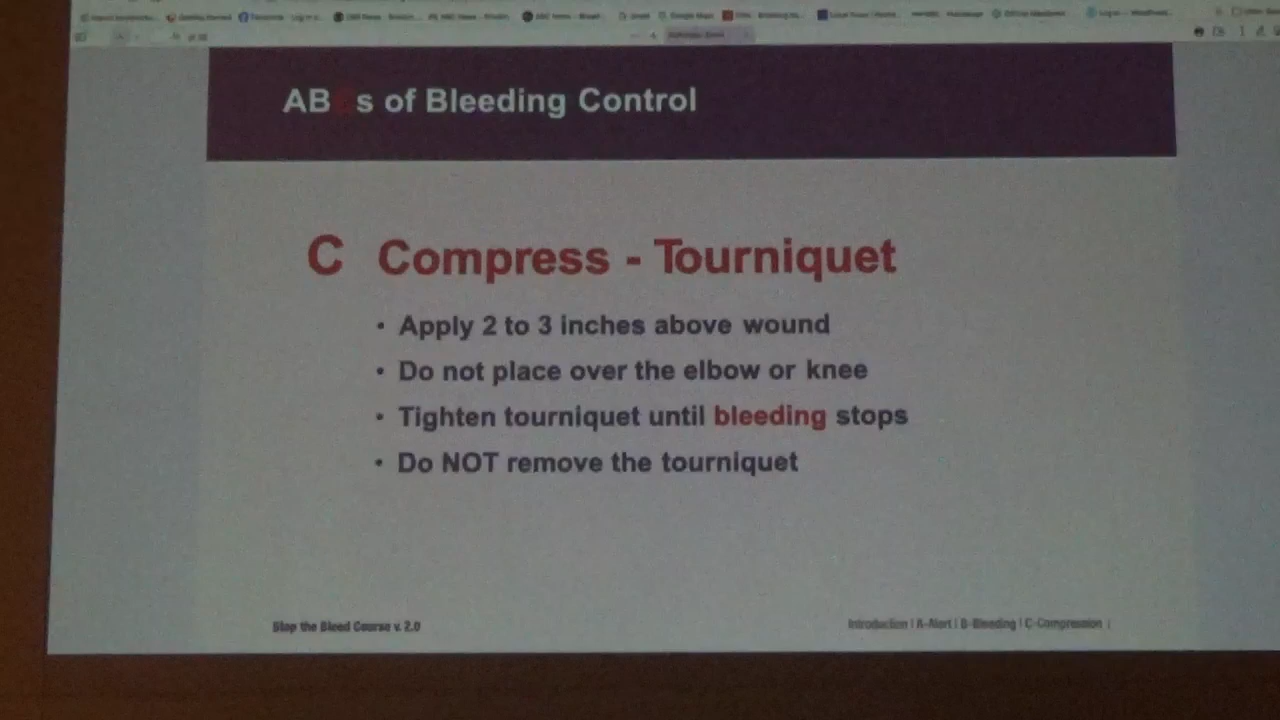 ABCs of Bleeding Control
C Compress - Tourniquet
• Apply 2 to 3 inches above wound
• Do not place over the elbow or knee
• Tighten tourniquet until bleeding stops
• Do NOT remove the tourniquet
Stop the Bleed Course v. 2.0
Introduction | A-Alert | B-Bleeding | C-Compression |